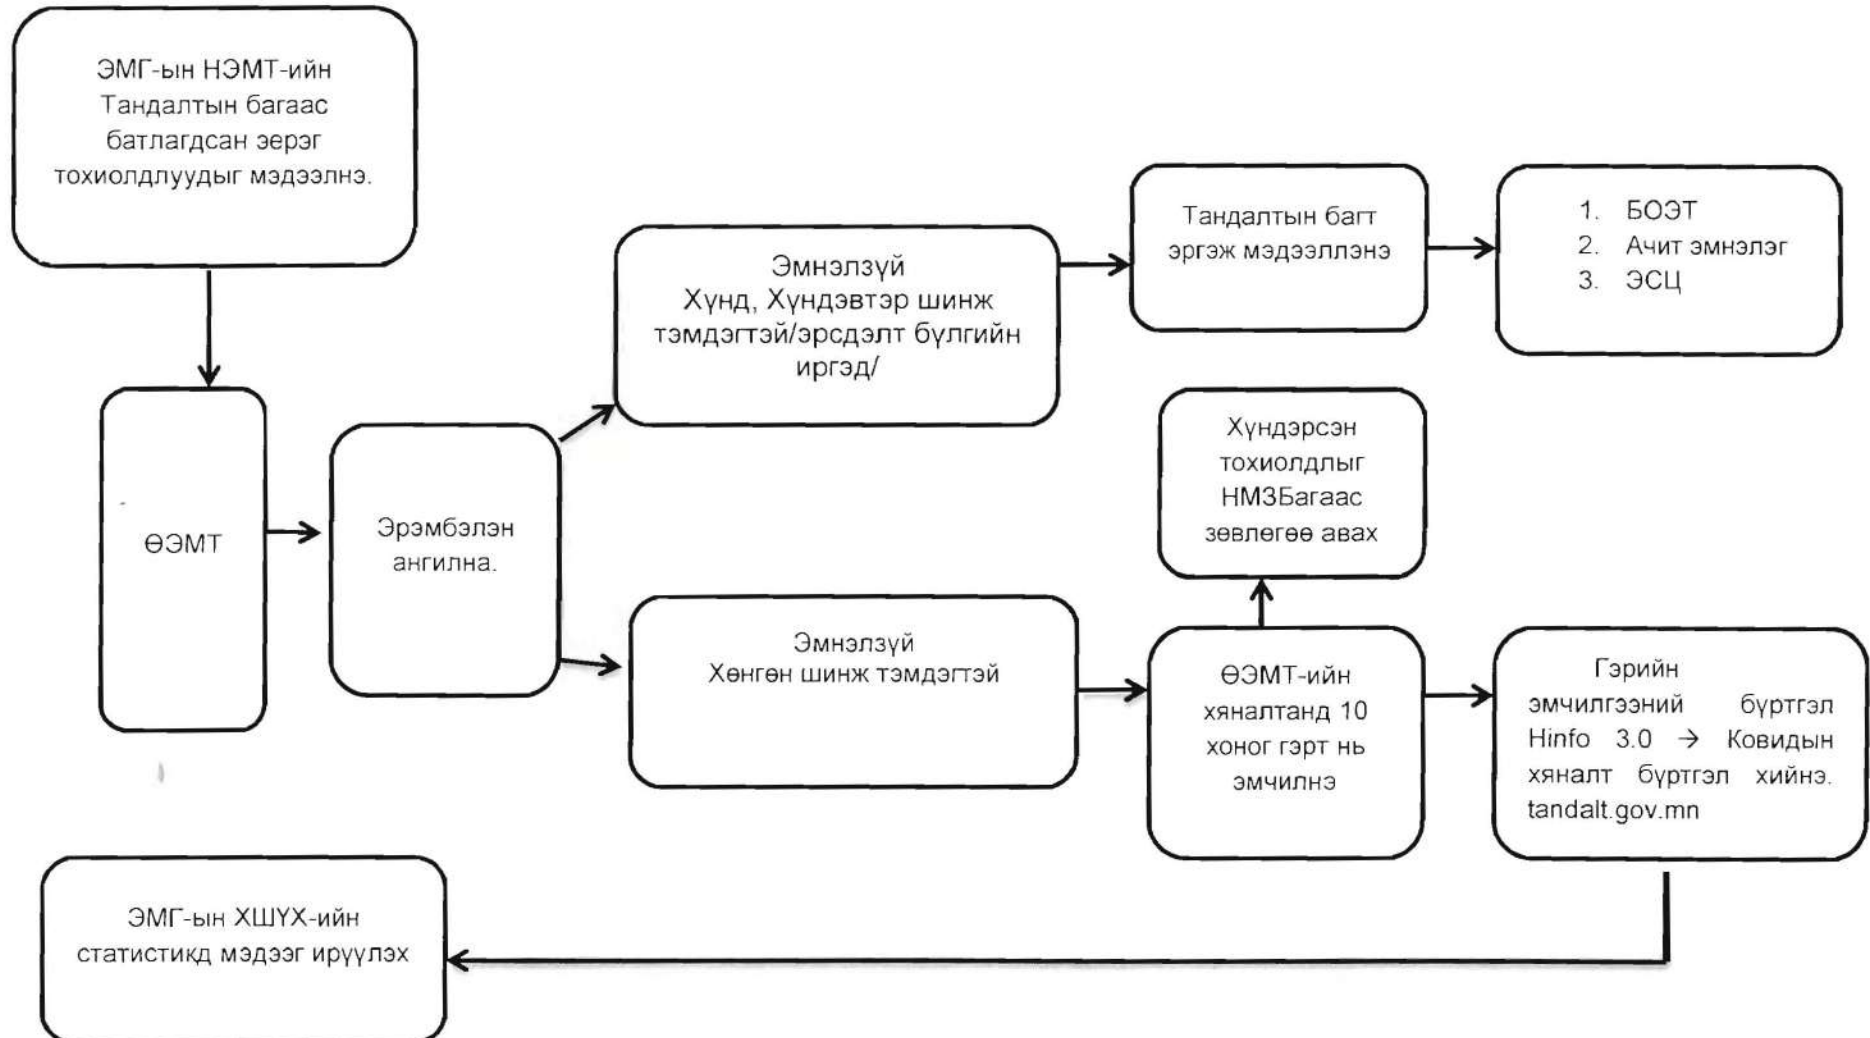 ЭМГ-ын НЭМТ-ийн
Тандалтын багаас
батлагдсан эерэг
тохиолдлуудыг мэдээлнэ.
ӨЭМТ
Эрэмбэлэн
ангилна.
Эмнэлзүй
Хүнд, Хүндэвтэр шинж
тэмдэгтэй/эрсдэлт бүлгийн
иргэд/
Тандалтын багт
эргэж мэдээллэнэ
1. БОЭТ
2. Ачит эмнэлэг
3. ЭСЦ
Эмнэлзүй
Хөнгөн шинж тэмдэгтэй
ӨЭМТ-ийн
хяналтанд 10
хоног гэрт нь
эмчилнэ
Хүндэрсэн
тохиолдлыг
НМЗБагаас
зөвлөгөө авах
Гэрийн
эмчилгээний бүртгэл
Hinfo 3.0 → Ковидын
хяналт бүртгэл хийнэ.
tandalt.gov.mn
ЭМГ-ын ХШҮХ-ийн
статистикд мэдээг ирүүлэх